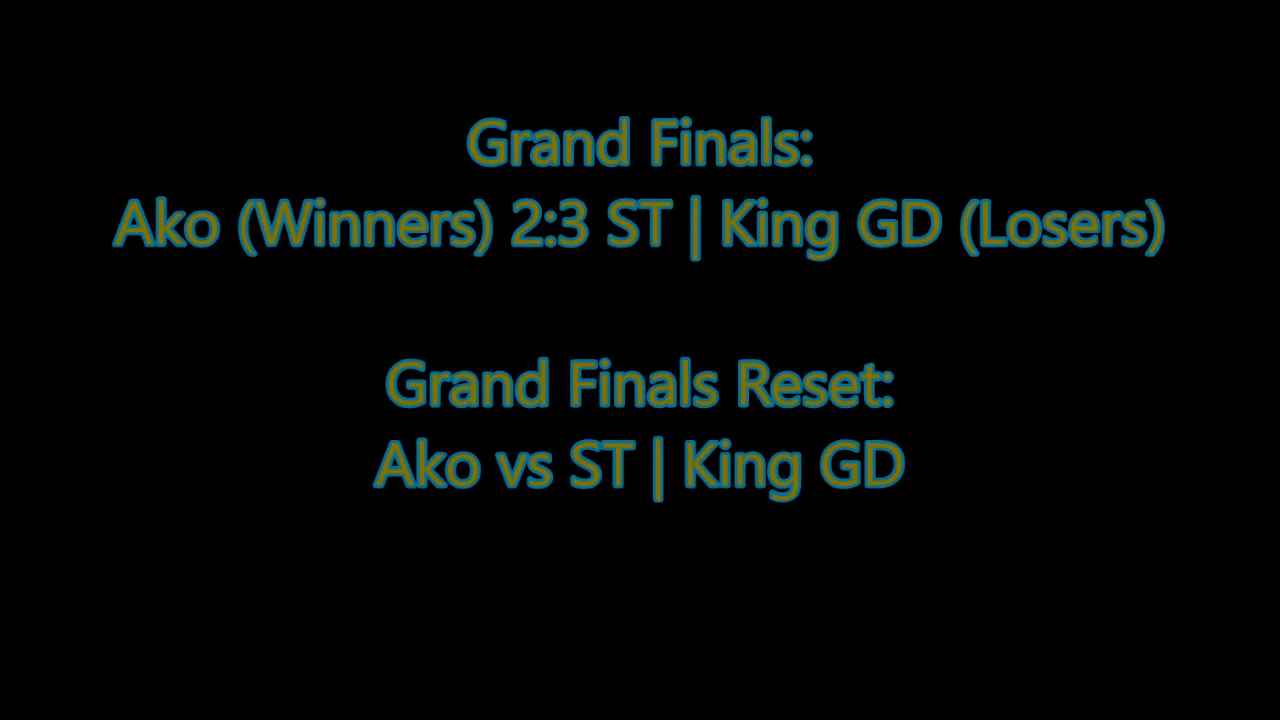 Grand Finals:
Ako (Winners) 2:3 ST | King GD (Losers)
Grand Finals Reset:
Ako vs ST | King GD